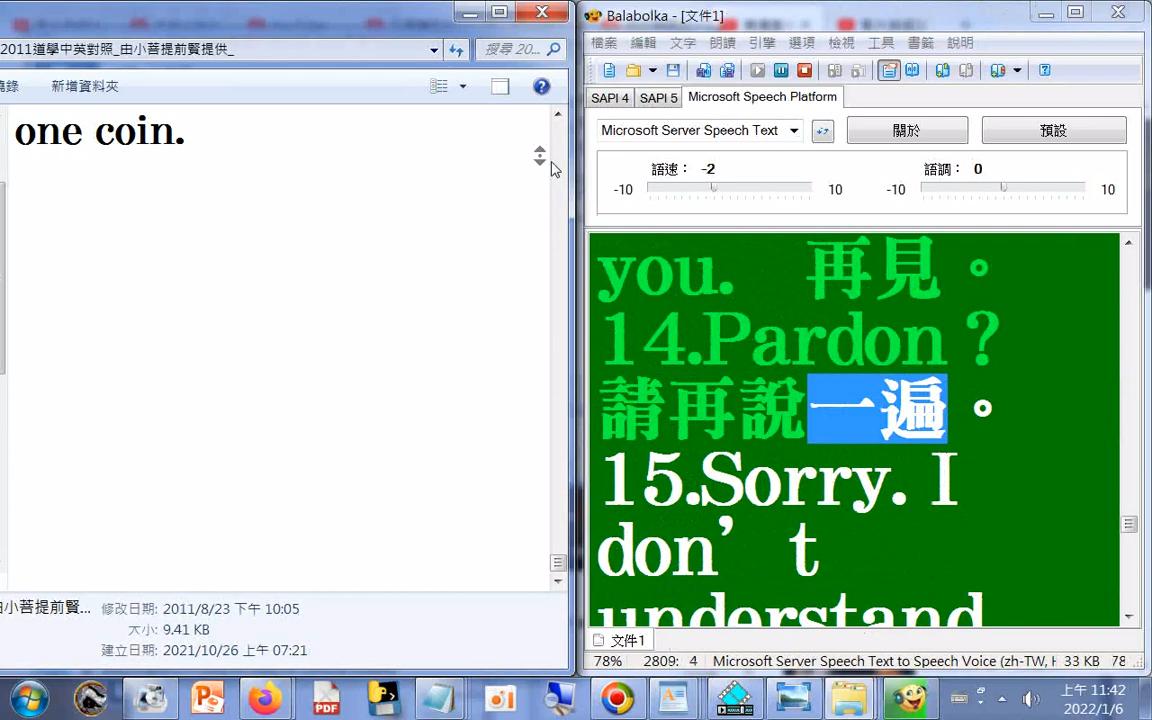 2011道學中英對照_由小菩提前賢提供_
搜尋 20...
新增資料夾
one coin.
修改日期: 2011/8/23 下午 10:05
大小: 9.41 KB
建立日期: 2021/10/26 上午 07:21
Balabolka - [文件1]
檔案 編輯 文字 朗讀 引擎 選項 檢視 工具 書籤 說明
SAPI 4 SAPI 5 Microsoft Speech Platform
Microsoft Server Speech Text
關於
預設
語速： -2
-10 10
語調： 0
-10 10
you. 再見。
14.Pardon？
請再說一遍。
15.Sorry. I
don’t
understand
文件1
78% 2809: 4 Microsoft Server Speech Text to Speech Voice (zh-TW, H 33 KB 78
上午 11:42
2022/1/6